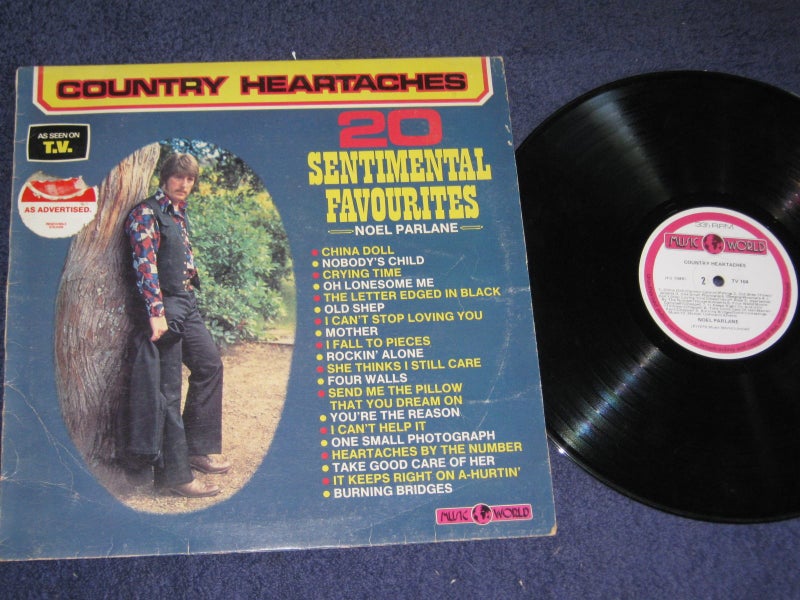 COUNTRY HEARTACHES
AS SEEN ON
T.V.
AS ADVERTISED.
20
SENTIMENTAL
FAVOURITES
NOEL PARLANE
CHINA DOLL
NOBODY'S CHILD
CRYING TIME
OH LONESOME ME
THE LETTER EDGED IN BLACK
OLD SHEP
I CAN'T STOP LOVING YOU
MOTHER
I FALL TO PIECES
ROCKIN' ALONE
SHE THINKS I STILL CARE
FOUR WALLS
SEND ME THE PILLOW
THAT YOU DREAM ON
YOU'RE THE REASON
I CAN'T HELP IT
ONE SMALL PHOTOGRAPH
HEARTACHES BY THE NUMBER
TAKE GOOD CARE OF HER
IT KEEPS RIGHT ON A-HURTIN'
BURNING BRIDGES
MUSIC WORLD
33⅓ RPM
MUSIC WORLD
COUNTRY HEARTACHES
2
NOEL PARLANE